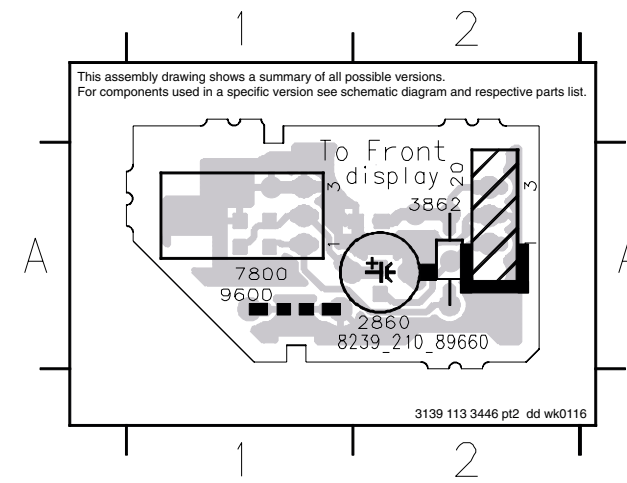 1 2
This assembly drawing shows a summary of all possible versions.
For components used in a specific version see schematic diagram and respective parts list.
To Front
display
20
3
3
3862
A
1
1
7800
9600
2860
8239_210_89660
3139 113 3446 pt2 dd wk0116
1 2